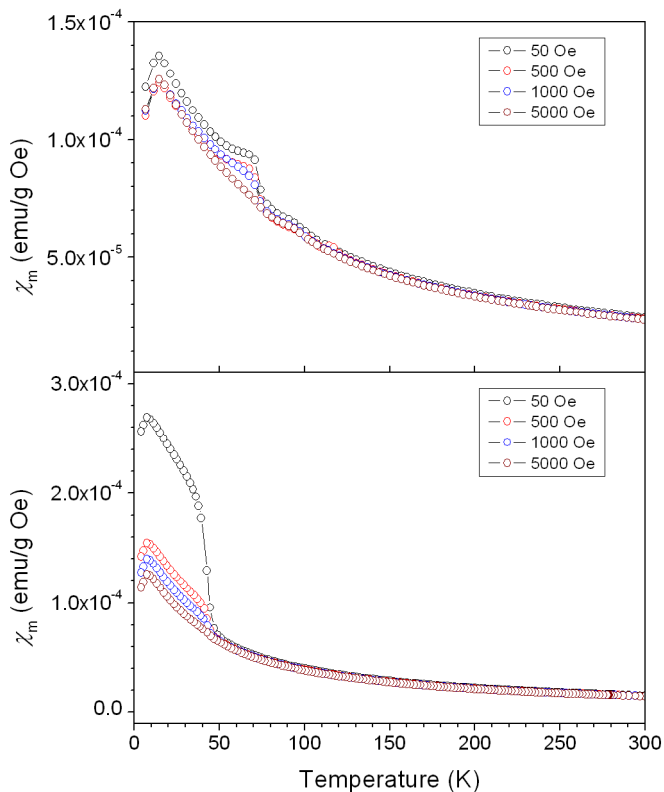 1.5x10⁻⁴
1.0x10⁻⁴
5.0x10⁻⁵
χm (emu/g Oe)
50 Oe
500 Oe
1000 Oe
5000 Oe
3.0x10⁻⁴
2.0x10⁻⁴
1.0x10⁻⁴
0.0
χm (emu/g Oe)
50 Oe
500 Oe
1000 Oe
5000 Oe
0 50 100 150 200 250 300
Temperature (K)